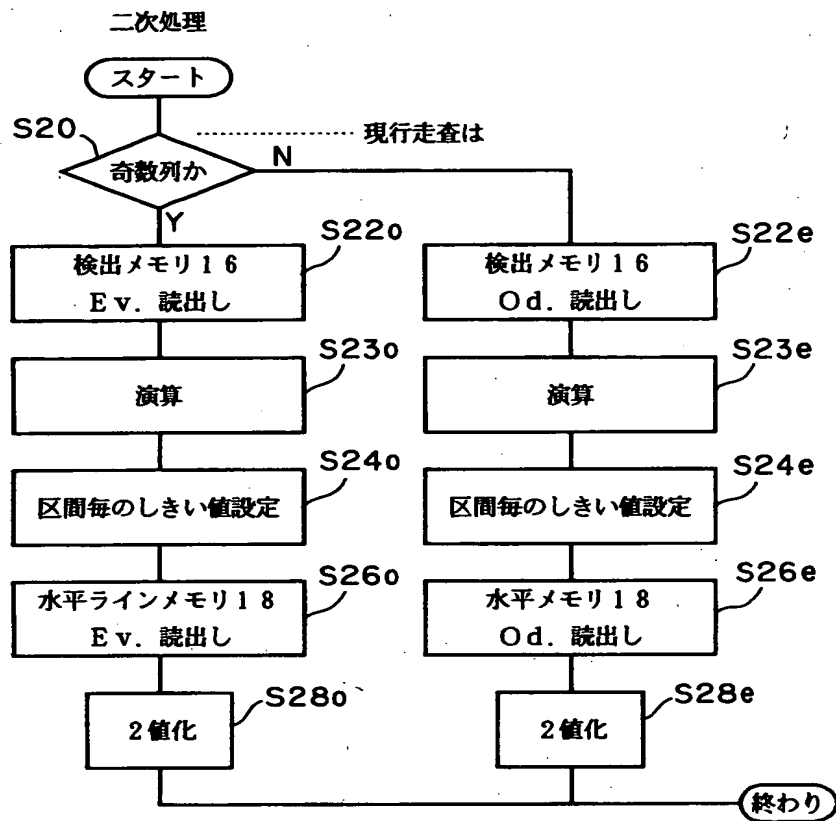 二次処理
スタート
S20
現行走査は
奇数列か
N
Y
S22o
検出メモリ16
Ev. 読出し
S23o
演算
S24o
区間毎のしきい値設定
S26o
水平ラインメモリ18
Ev. 読出し
S28o
2値化
S22e
検出メモリ16
Od. 読出し
S23e
演算
S24e
区間毎のしきい値設定
S26e
水平メモリ18
Od. 読出し
S28e
2値化
終わり